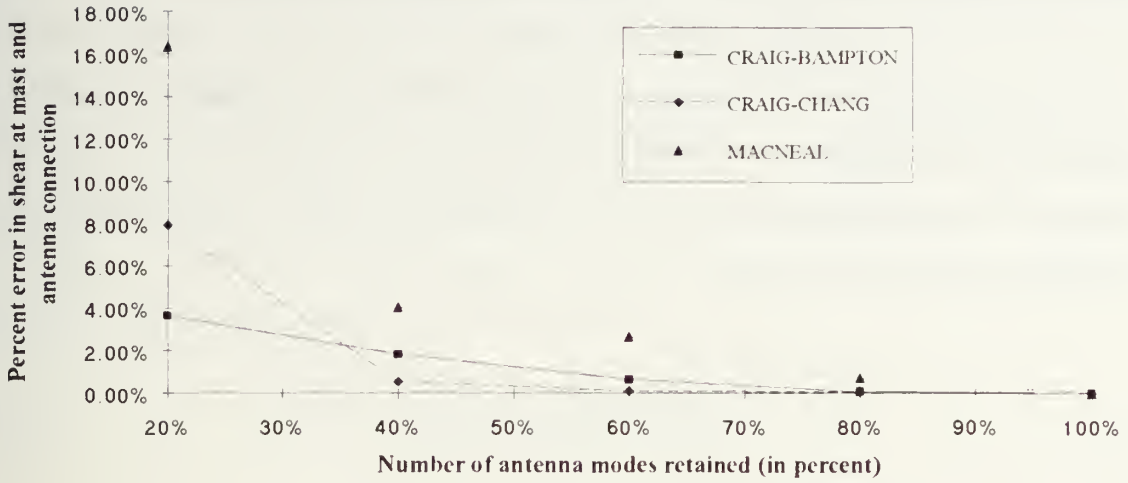 Percent error in shear at mast and
antenna connection
18.00%
16.00%
14.00%
12.00%
10.00%
8.00%
6.00%
4.00%
2.00%
0.00%
CRAIG-BAMPTON
CRAIG-CHANG
MACNEAL
20% 30% 40% 50% 60% 70% 80% 90% 100%
Number of antenna modes retained (in percent)